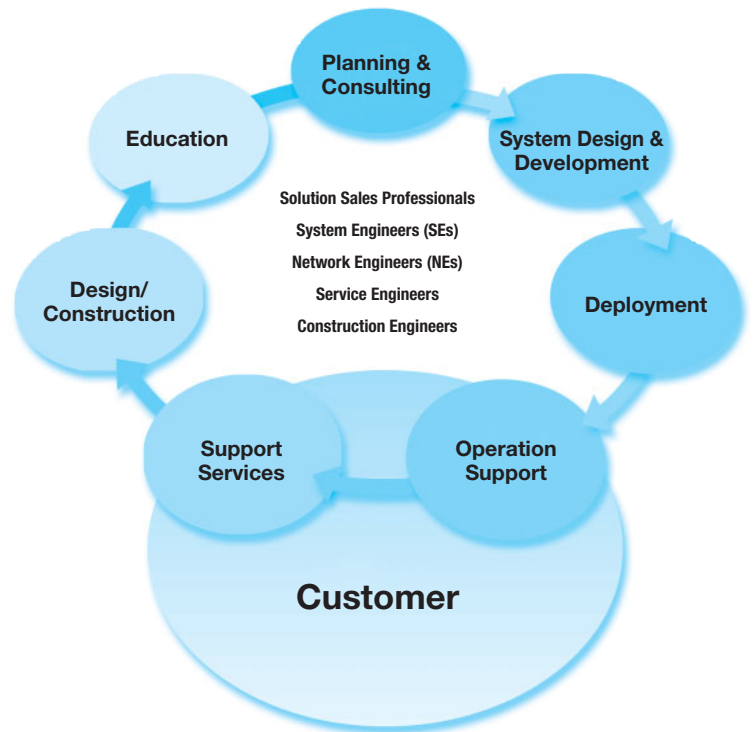 Planning &
Consulting
System Design &
Development
Deployment
Operation
Support
Support
Services
Design/
Construction
Education
Solution Sales Professionals
System Engineers (SEs)
Network Engineers (NEs)
Service Engineers
Construction Engineers
Customer